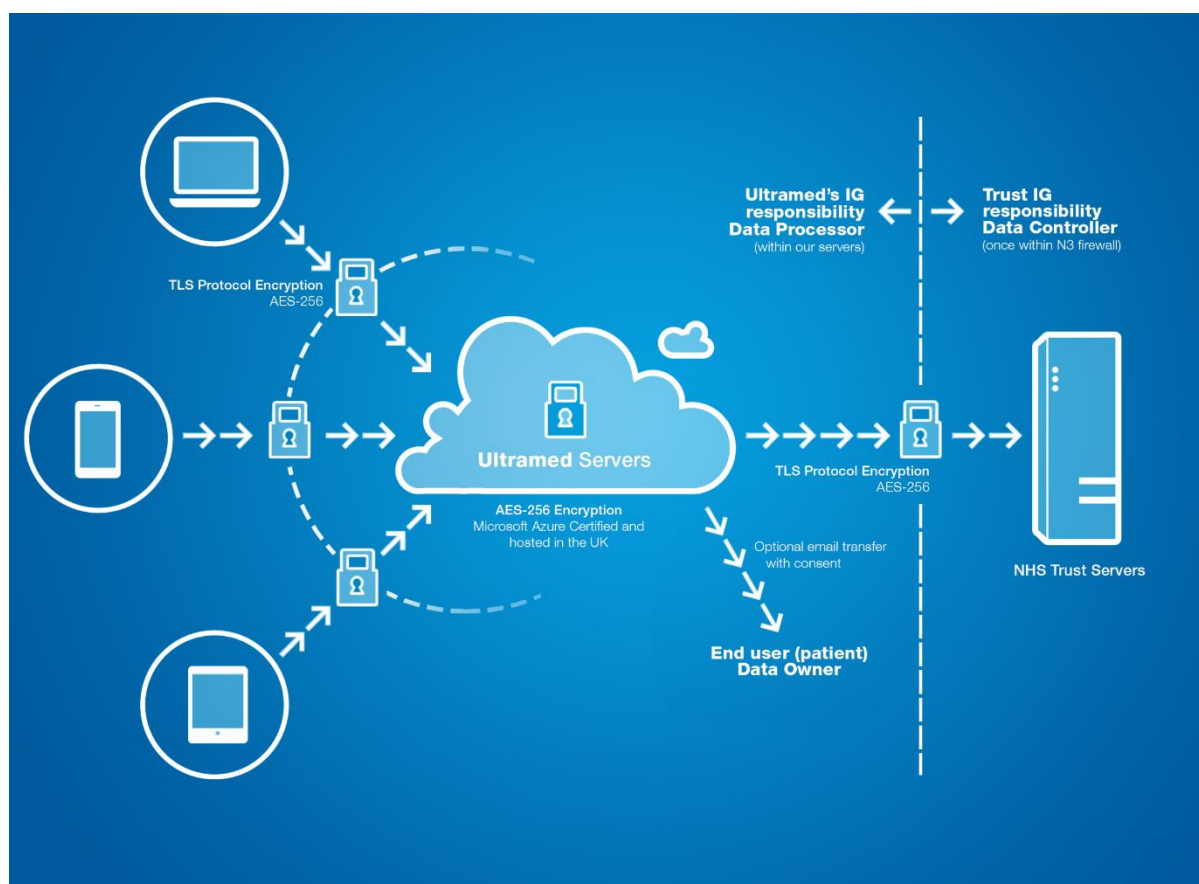 Ultramed's IG
responsibility
Data Processor
(within our servers)
Trust IG
responsibility
Data Controller
(once within N3 firewall)
TLS Protocol Encryption
AES-256
Ultramed Servers
AES-256 Encryption
Microsoft Azure Certified and
hosted in the UK
TLS Protocol Encryption
AES-256
Optional email transfer
with consent
End user (patient)
Data Owner
NHS Trust Servers